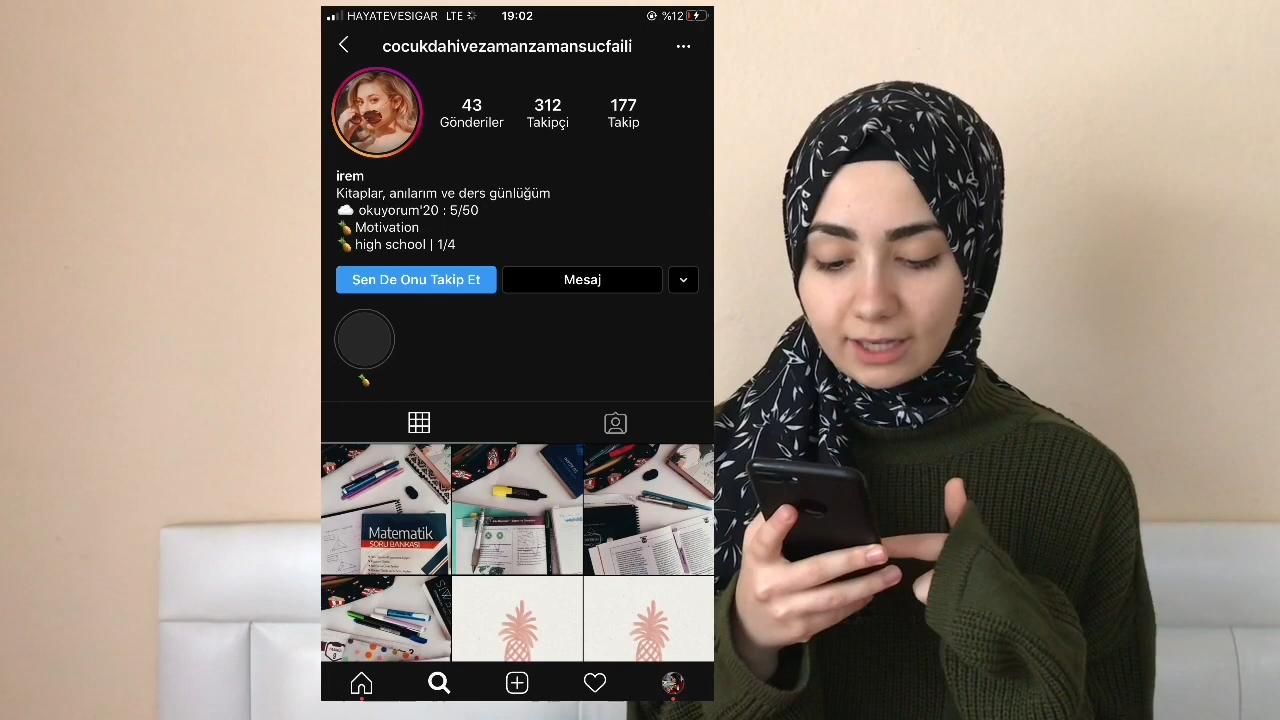 HAYATEVESIGAR LTE 19:02 %12
cocukdahivezamanzamansucfaili
43 312 177
Gönderiler Takipçi Takip
irem
Kitaplar, anılarım ve ders günlüğüm
☁️ okuyorum'20 : 5/50
🍍 Motivation
🍍 high school | 1/4
Sen De Onu Takip Et Mesaj
🍍
Matematik
SORU BANKASI